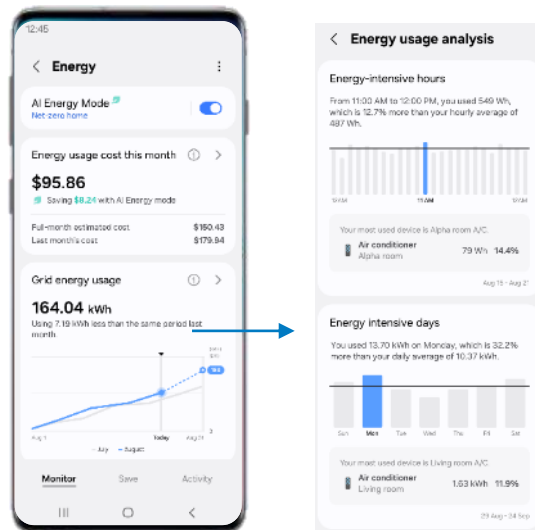 12:45
Energy
AI Energy Mode
Net-zero home
Energy usage cost this month
$95.86
Saving $8.24 with AI Energy mode
Full-month estimated cost $150.43
Last month's cost $179.94
Grid energy usage
164.04 kWh
Using 7.19 kWh less than the same period last
month.
Aug 1 Today Aug 31
July August
Monitor Save Activity
Energy usage analysis
Energy-intensive hours
From 11:00 AM to 12:00 PM, you used 549 Wh,
which is 12.7% more than your hourly average of
487 Wh.
12AM 11AM 12AM
Your most used device is Alpha room A/C.
Air conditioner
Alpha room
79 Wh 14.4%
Aug 15 - Aug 21
Energy intensive days
You used 13.70 kWh on Monday, which is 32.2%
more than your daily average of 10.37 kWh.
Sun Mon Tue Wed Thu Fri Sat
Your most used device is Living room A/C.
Air conditioner
Living room
1.63 kWh 11.9%